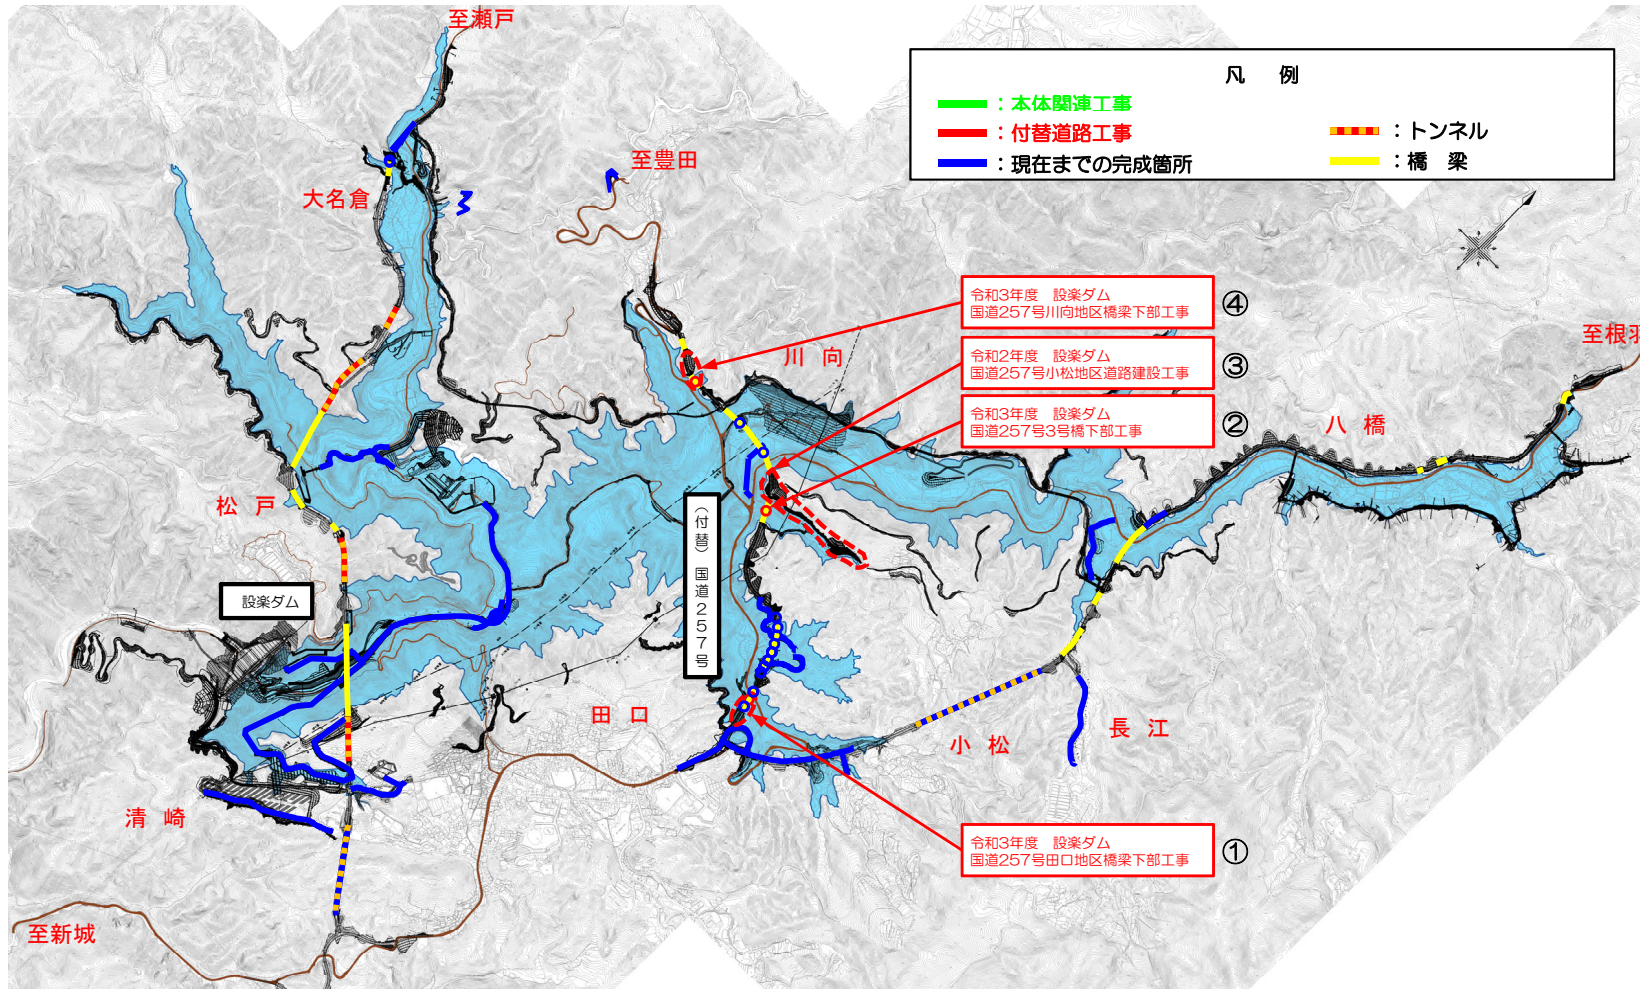 至瀬戸
凡　例
：本体関連工事
：付替道路工事
：トンネル
：現在までの完成箇所
：橋　梁
至豊田
大名倉
令和3年度　設楽ダム
国道257号川向地区橋梁下部工事
④
川　向
令和2年度　設楽ダム
国道257号小松地区道路建設工事
③
令和3年度　設楽ダム
国道257号3号橋下部工事
②
至根羽
八　橋
松　戸
（付替）国道257号
設楽ダム
田　口
小　松
長　江
清　崎
令和3年度　設楽ダム
国道257号田口地区橋梁下部工事
①
至新城